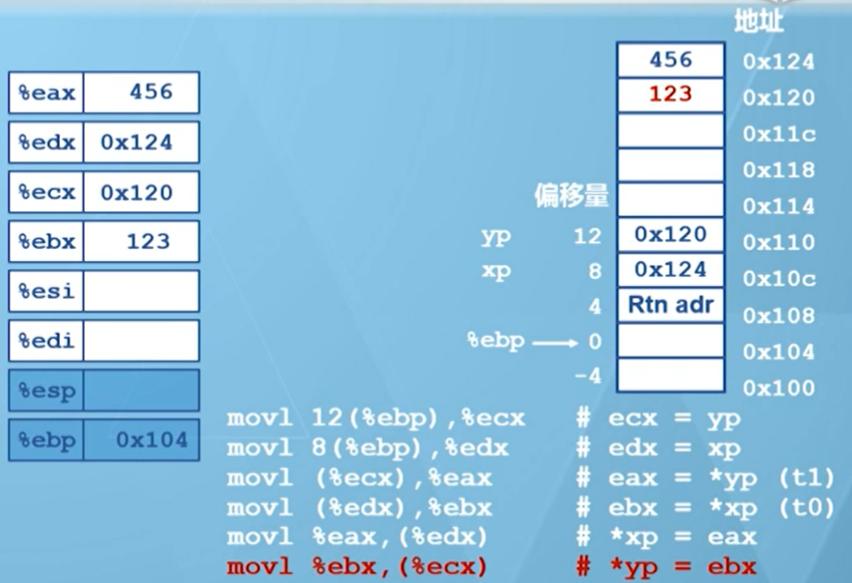 地址
456 0x124
123 0x120
0x11c
0x118
0x114
偏移量
yp 12 0x120 0x110
xp 8 0x124 0x10c
4 Rtn adr 0x108
%ebp 0 0x104
-4 0x100
%eax 456
%edx 0x124
%ecx 0x120
%ebx 123
%esi
%edi
%esp
%ebp 0x104
movl 12(%ebp),%ecx # ecx = yp
movl 8(%ebp),%edx # edx = xp
movl (%ecx),%eax # eax = *yp (t1)
movl (%edx),%ebx # ebx = *xp (t0)
movl %eax,(%edx) # *xp = eax
movl %ebx,(%ecx) # *yp = ebx